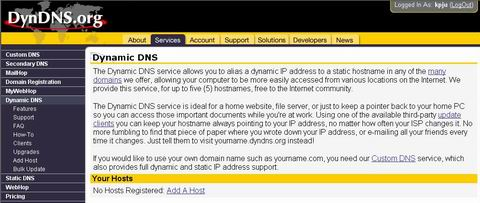 DynDNS.org
Logged In As: kpju (LogOut)
About Services Account Support Solutions Developers News
Custom DNS
Secondary DNS
MailHop
Domain Registration
MyWebHop
Dynamic DNS
Features
Support
FAQ
How-To
Clients
Upgrades
Add Host
Bulk Update
Static DNS
WebHop
Pricing
Dynamic DNS
The Dynamic DNS service allows you to alias a dynamic IP address to a static hostname in any of the many
domains we offer, allowing your computer to be more easily accessed from various locations on the Internet. We
provide this service, for up to five (5) hostnames, free to the Internet community.
The Dynamic DNS service is ideal for a home website, file server, or just to keep a pointer back to your home PC
so you can access those important documents while you're at work. Using one of the available third-party update
clients you can keep your hostname always pointing to your IP address, no matter how often your ISP changes it. No
more fumbling to find that piece of paper where you wrote down your IP address, or e-mailing all your friends every
time it changes. Just tell them to visit yourname.dyndns.org instead!
If you would like to use your own domain name such as yourname.com, you need our Custom DNS service, which
also provides full dynamic and static IP address support.
Your Hosts
No Hosts Registered: Add A Host